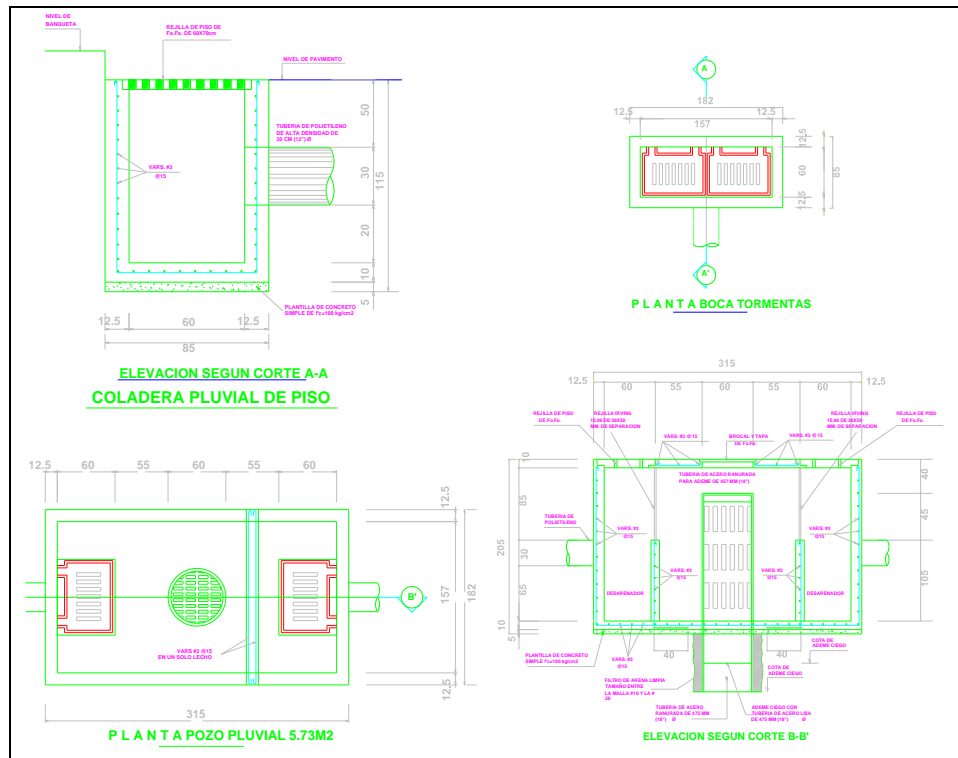 NIVEL DE
BANQUETA
REJILLA DE PISO DE
Fo.Fo. DE 60X70cm
NIVEL DE PAVIMENTO
TUBERIA DE POLIETILENO
DE ALTA DENSIDAD DE
30 CM (12") Ø
VARS. #3
@15
50
30
115
20
10
5
PLANTILLA DE CONCRETO
SIMPLE DE f'c=100 kg/cm2
12.5
60
12.5
85
ELEVACION SEGUN CORTE A-A
COLADERA PLUVIAL DE PISO
A
182
12.5
12.5
157
12.5
60
85
12.5
A'
P L A N T A BOCA TORMENTAS
12.5
60
55
60
55
60
12.5
157
182
B'
VARS #3 @15
EN UN SOLO LECHO
12.5
315
P L A N T A POZO PLUVIAL 5.73M2
315
12.5
60
55
60
55
60
12.5
REJILLA DE PISO
DE Fo.Fo.
REJILLA IRVING
MM. DE SEPARACION
VARS. #3 @ 15
BROCAL Y TAPA
DE Fo.Fo.
VARS. #3 @ 15
REJILLA IRVING
MM. DE SEPARACION
REJILLA DE PISO
DE Fo.Fo.
TUBERIA DE ACERO RANURADA
PARA ADEME DE 457 MM (18")
10
85
205
30
65
10
5
40
45
105
TUBERIA DE
POLIETILENO
VARS. #3
@15
VARS. #3
@15
VARS. #3
@15
VARS. #3
@15
DESARENADOR
DESARENADOR
PLANTILLA DE CONCRETO
SIMPLE f'c=100 kg/cm2
VARS. #3
@15
40
40
COTA DE
ADEME CIEGO
COTA DE
ADEME CIEGO
FILTRO DE ARENA LIMPIA
TAMAÑO ENTRE
LA MALLA #18 Y LA #
20
TUBERIA DE ACERO
RANURADA DE 475 MM
(18") Ø
ADEME CIEGO CON
TUBERIA DE ACERO LISA
DE 475 MM (18") Ø
ELEVACION SEGUN CORTE B-B'